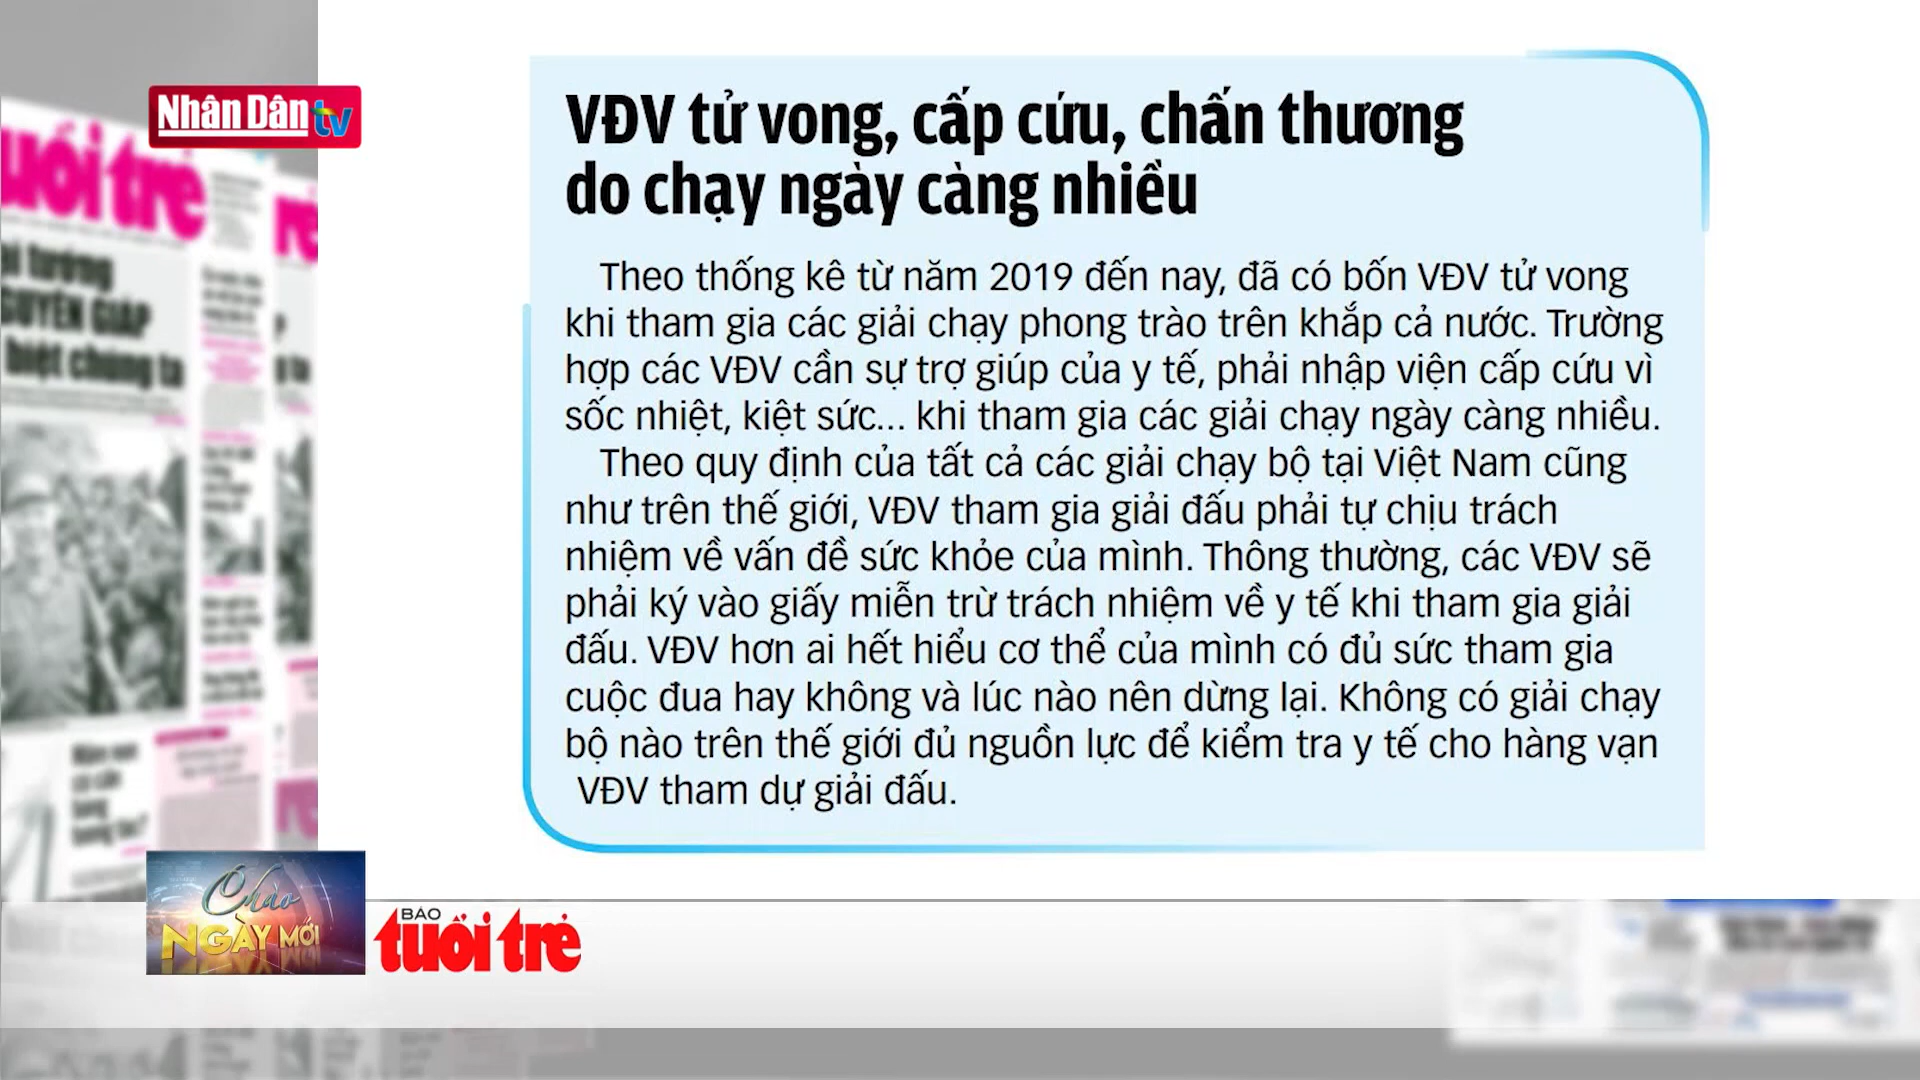 Nhân Dân tv
VĐV tử vong, cấp cứu, chấn thương
do chạy ngày càng nhiều
Theo thống kê từ năm 2019 đến nay, đã có bốn VĐV tử vong
khi tham gia các giải chạy phong trào trên khắp cả nước. Trường
hợp các VĐV cần sự trợ giúp của y tế, phải nhập viện cấp cứu vì
sốc nhiệt, kiệt sức... khi tham gia các giải chạy ngày càng nhiều.
Theo quy định của tất cả các giải chạy bộ tại Việt Nam cũng
như trên thế giới, VĐV tham gia giải đấu phải tự chịu trách
nhiệm về vấn đề sức khỏe của mình. Thông thường, các VĐV sẽ
phải ký vào giấy miễn trừ trách nhiệm về y tế khi tham gia giải
đấu. VĐV hơn ai hết hiểu cơ thể của mình có đủ sức tham gia
cuộc đua hay không và lúc nào nên dừng lại. Không có giải chạy
bộ nào trên thế giới đủ nguồn lực để kiểm tra y tế cho hàng vạn
VĐV tham dự giải đấu.
tuổi trẻ
biệt chúng ta
Chào
NGÀY MỚI
BÁO
tuổi trẻ